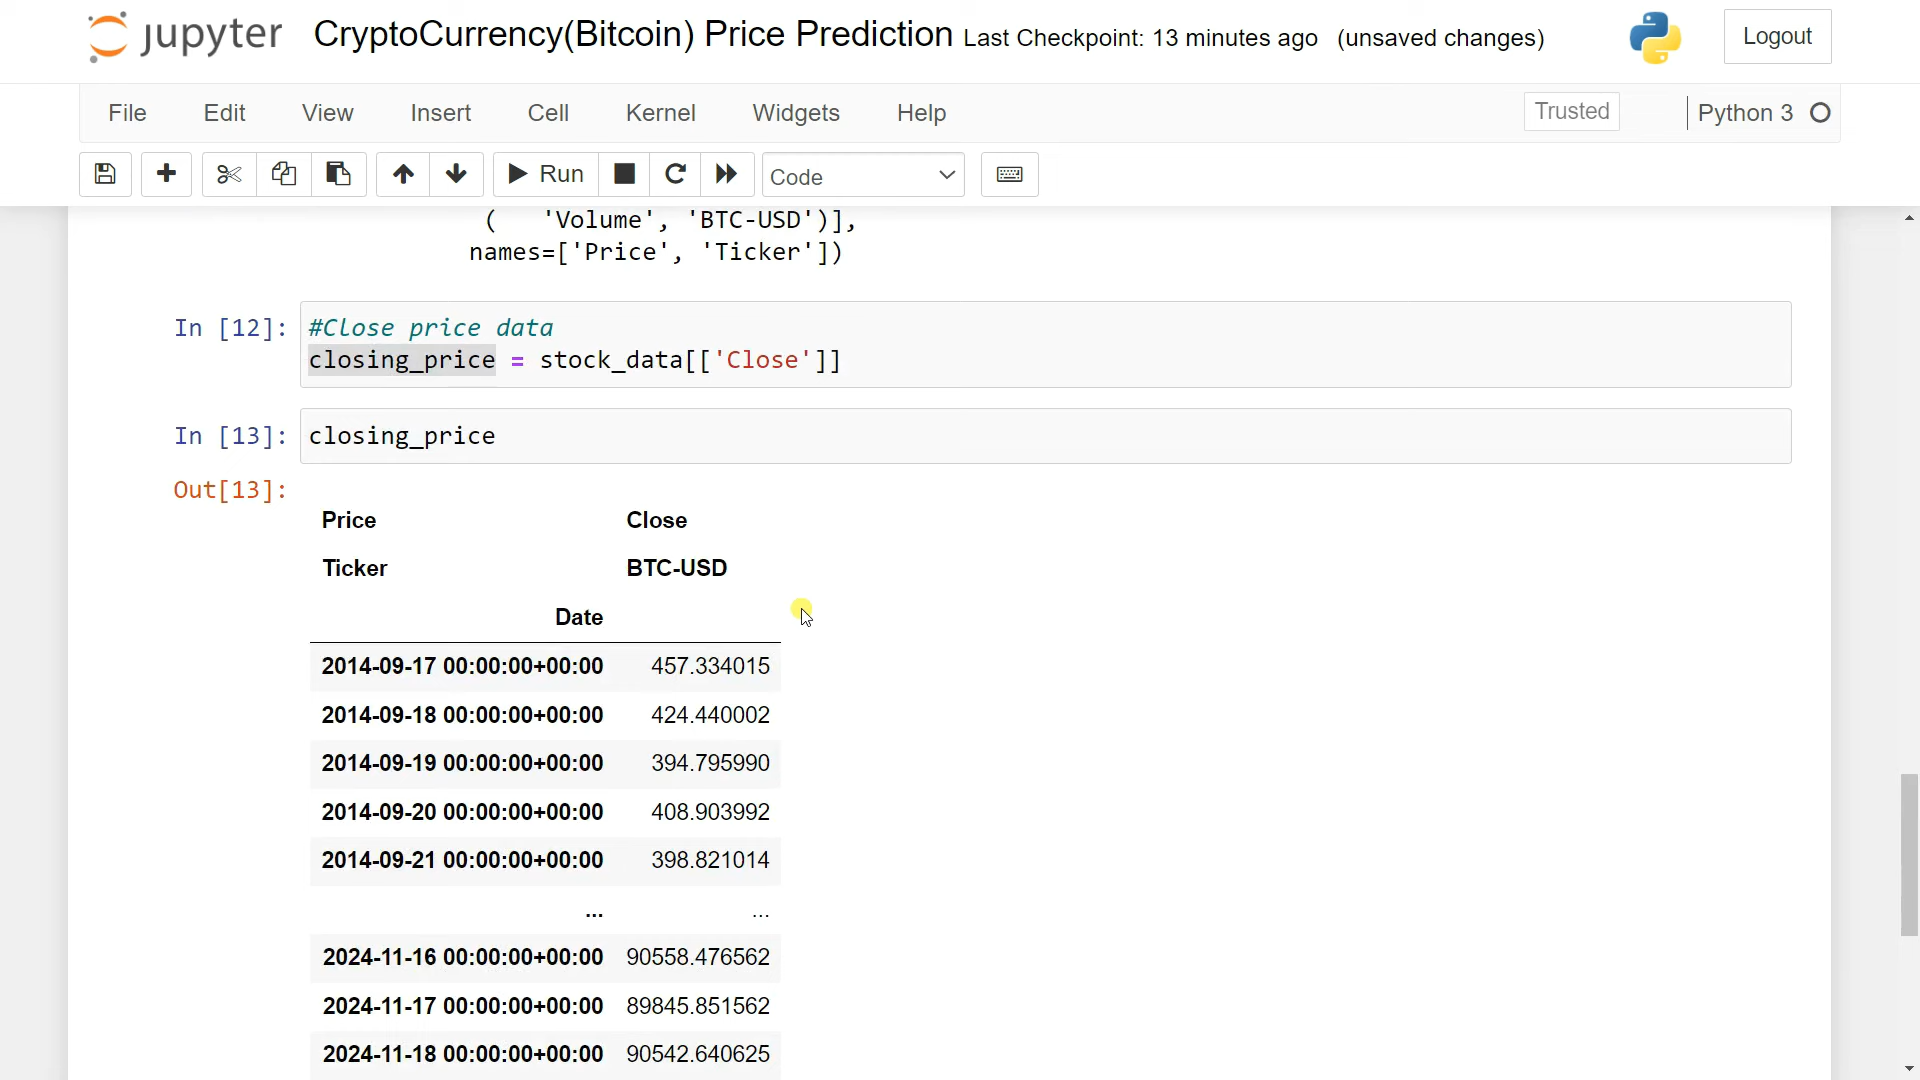 jupyter CryptoCurrency(Bitcoin) Price Prediction Last Checkpoint: 13 minutes ago (unsaved changes) Logout
File Edit View Insert Cell Kernel Widgets Help Trusted Python 3
Run Code
( 'Volume', 'BTC-USD')],
names=['Price', 'Ticker'])
In [12]: #Close price data
closing_price = stock_data[['Close']]
In [13]: closing_price
Out[13]:
Price Close
Ticker BTC-USD
Date
2014-09-17 00:00:00+00:00 457.334015
2014-09-18 00:00:00+00:00 424.440002
2014-09-19 00:00:00+00:00 394.795990
2014-09-20 00:00:00+00:00 408.903992
2014-09-21 00:00:00+00:00 398.821014
... ...
2024-11-16 00:00:00+00:00 90558.476562
2024-11-17 00:00:00+00:00 89845.851562
2024-11-18 00:00:00+00:00 90542.640625